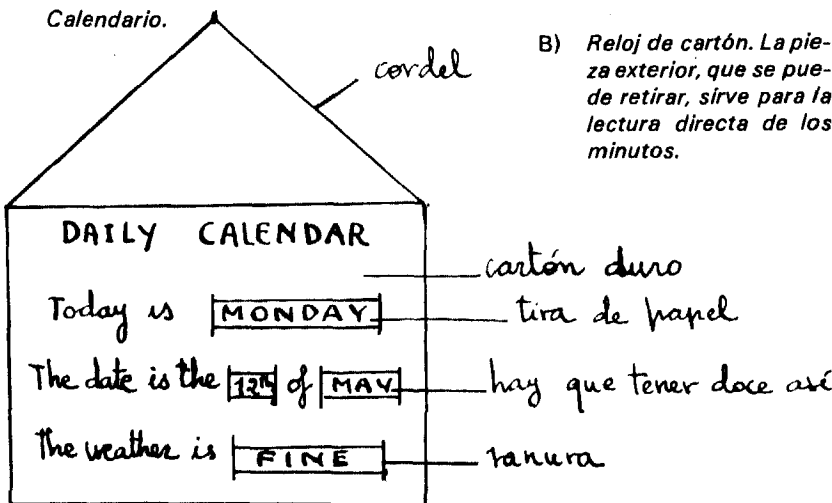 Calendario.
cordel
B) Reloj de cartón. La pie-
za exterior, que se pue-
de retirar, sirve para la
lectura directa de los
minutos.
DAILY CALENDAR
cartón duro
Today is MONDAY
tira de papel
The date is the 12th of MAY
hay que tener doce así
The weather is FINE
ranura